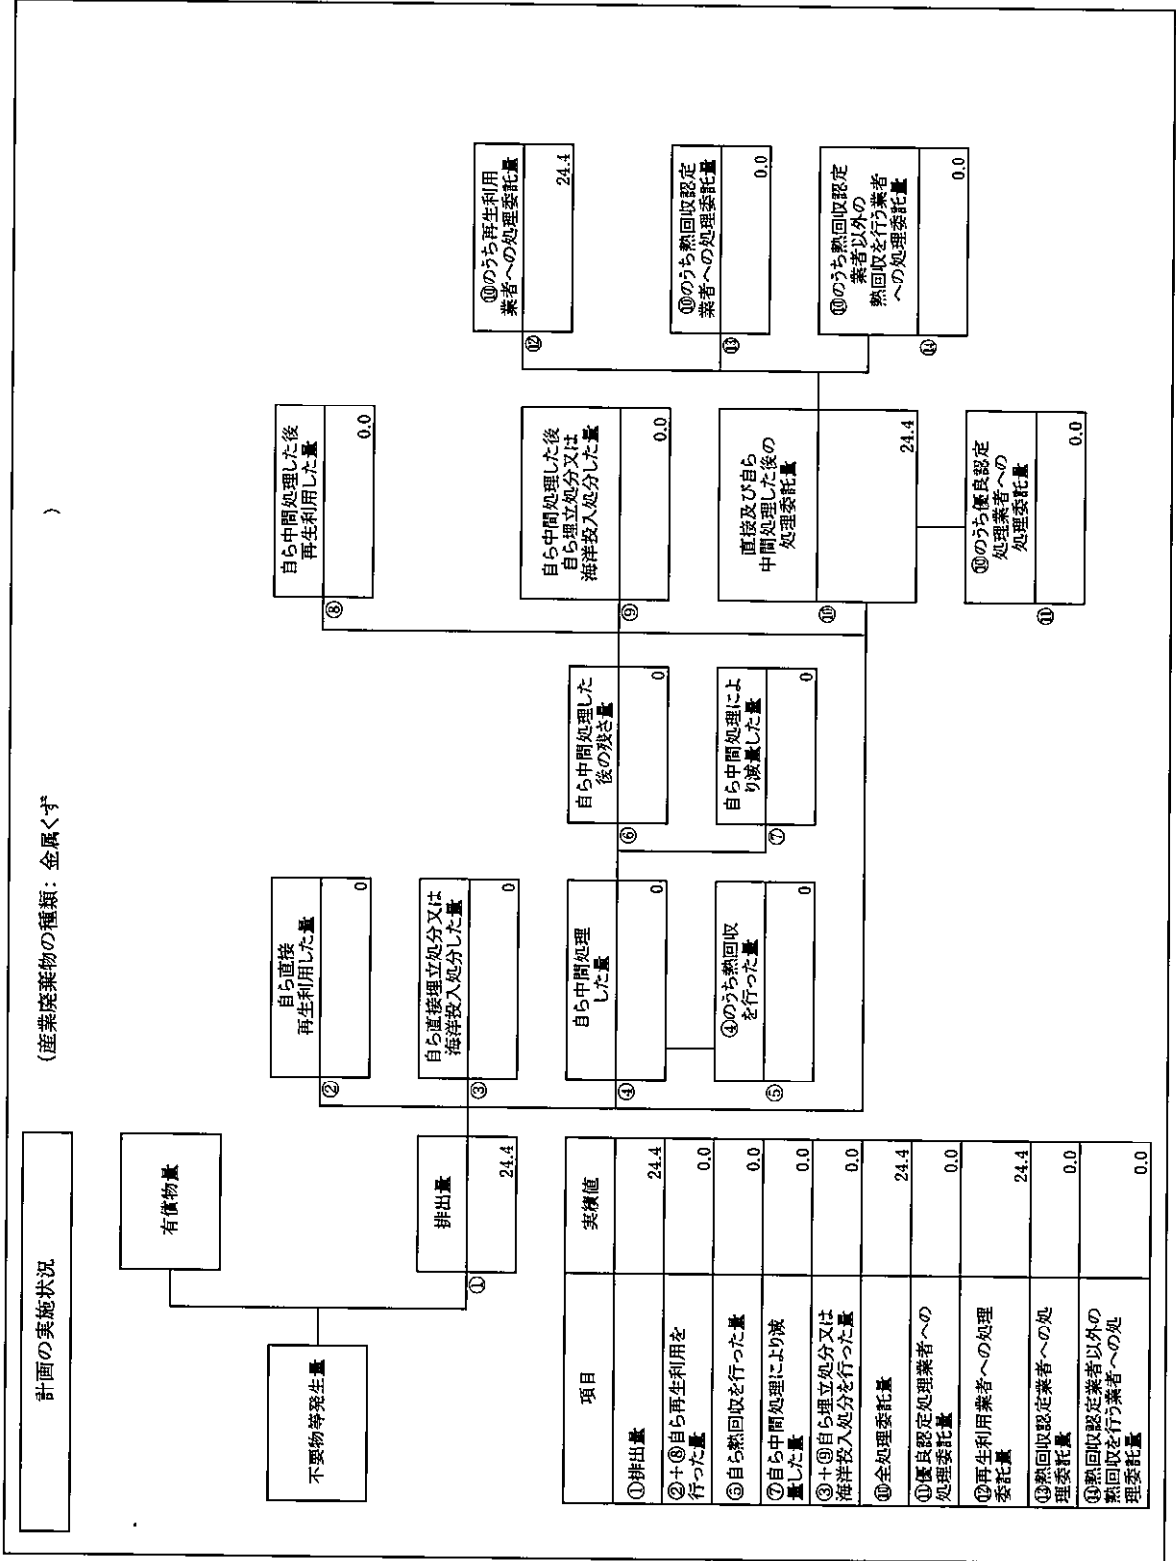 計画の実施状況
（産業廃棄物の種類： 金属くず ）
不要物等発生量
有償物量
①
排出量
24.4
②
自ら直接
再生利用した量
0
③
自ら直接埋立処分又は
海洋投入処分した量
0
④
自ら中間処理
した量
0
⑤
④のうち熱回収
を行った量
0
⑥
自ら中間処理した
後の残さ量
0
⑦
自ら中間処理によ
り減量した量
0
⑧
自ら中間処理した後
再生利用した量
0.0
⑨
自ら中間処理した後
自ら埋立処分又は
海洋投入処分した量
0.0
⑩
直接及び自ら
中間処理した後の
処理委託量
24.4
⑪
⑩のうち優良認定
処理業者への
処理委託量
0.0
⑫
⑩のうち再生利用
業者への処理委託量
24.4
⑬
⑩のうち熱回収認定
業者への処理委託量
0.0
⑭
⑩のうち熱回収認定
業者以外の
熱回収を行う業者
への処理委託量
0.0
項目 実績値
①排出量 24.4
②＋⑧自ら再生利用を
行った量 0.0
⑤自ら熱回収を行った量 0.0
⑦自ら中間処理により減
量した量 0.0
③＋⑨自ら埋立処分又は
海洋投入処分を行った量 0.0
⑩全処理委託量 24.4
⑪優良認定処理業者への
処理委託量 0.0
⑫再生利用業者への処理
委託量 24.4
⑬熱回収認定業者への処
理委託量 0.0
⑭熱回収認定業者以外の
熱回収を行う業者への処
理委託量 0.0